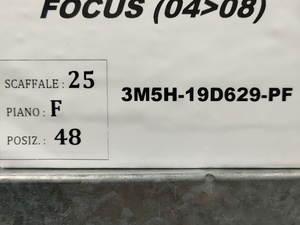 FOCUS (04>08)
SCAFFALE : 25
PIANO : F
POSIZ. : 48
3M5H-19D629-PF